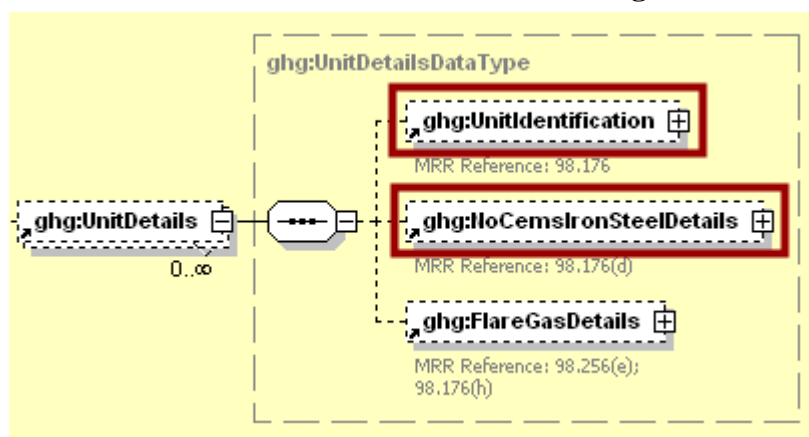 ghg:UnitDetailsDataType
ghg:UnitIdentification
MRR Reference: 98.176
ghg:UnitDetails
0..∞
ghg:NoCemsIronSteelDetails
MRR Reference: 98.176(d)
ghg:FlareGasDetails
MRR Reference: 98.256(e);
98.176(h)